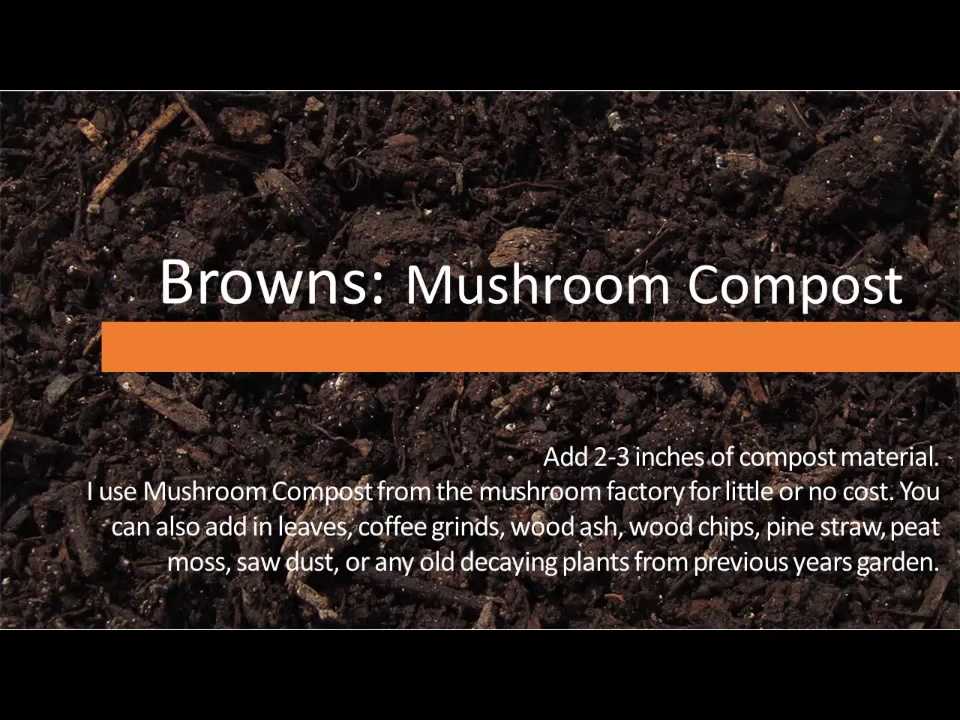 Browns: Mushroom Compost
Add 2-3 inches of compost material.
I use Mushroom Compost from the mushroom factory for little or no cost. You
can also add in leaves, coffee grinds, wood ash, wood chips, pine straw, peat
moss, saw dust, or any old decaying plants from previous years garden.